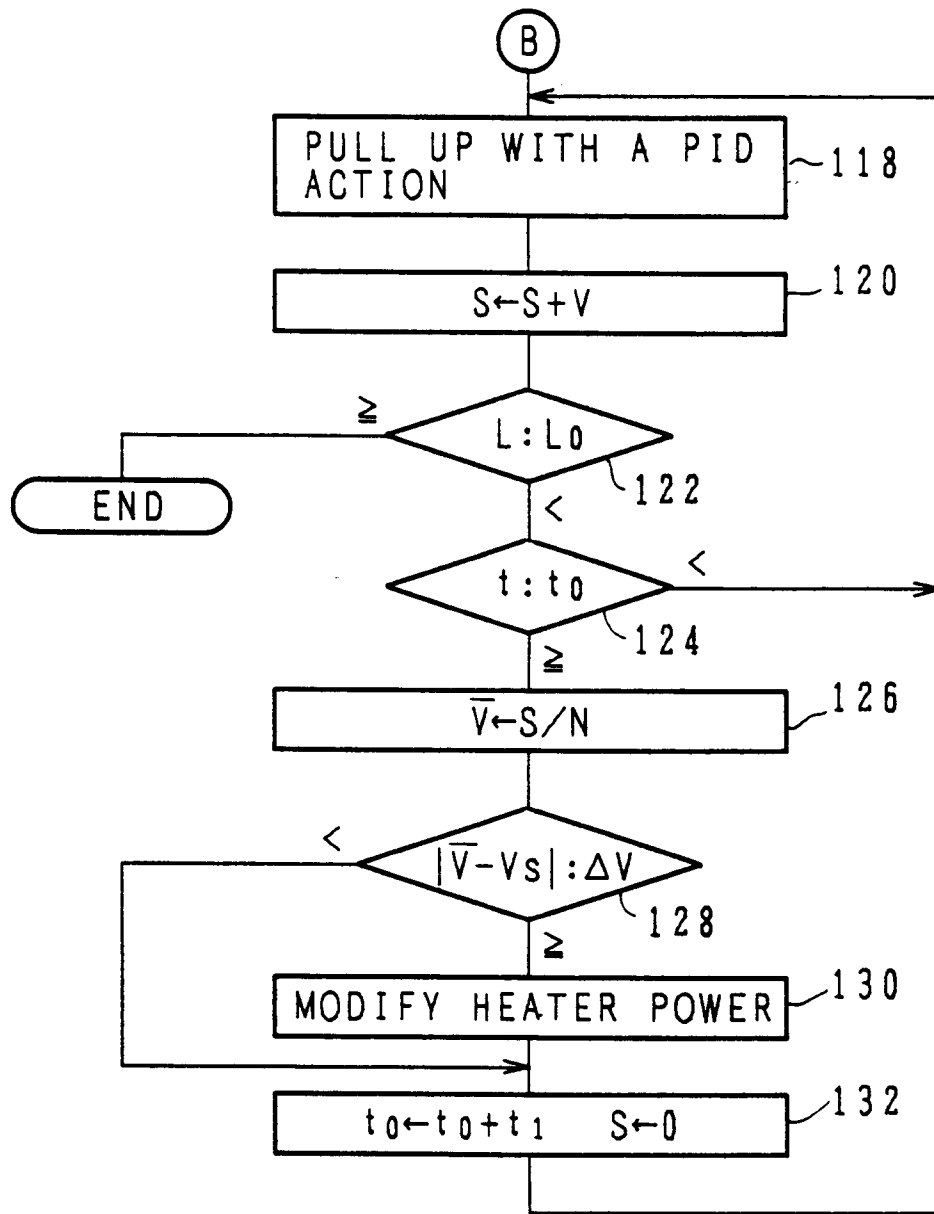 B
PULL UP WITH A PID
ACTION
118
S←S+V
120
≧
L:L0
122
END
<
t:t0
<
124
≧
V̅←S/N
126
<
|V̅-Vs|:ΔV
128
≧
MODIFY HEATER POWER
130
t0←t0+t1 S←0
132